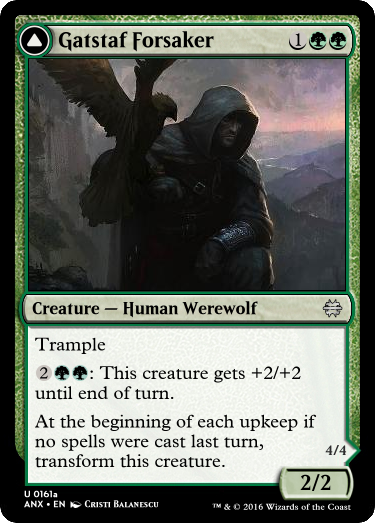 Gatstaf Forsaker 1
Creature — Human Werewolf
Trample
2: This creature gets +2/+2
until end of turn.
At the beginning of each upkeep if
no spells were cast last turn,
transform this creature.
4/4
2/2
U 0161a
ANX • EN Cristi Balanescu
™ & © 2016 Wizards of the Coast